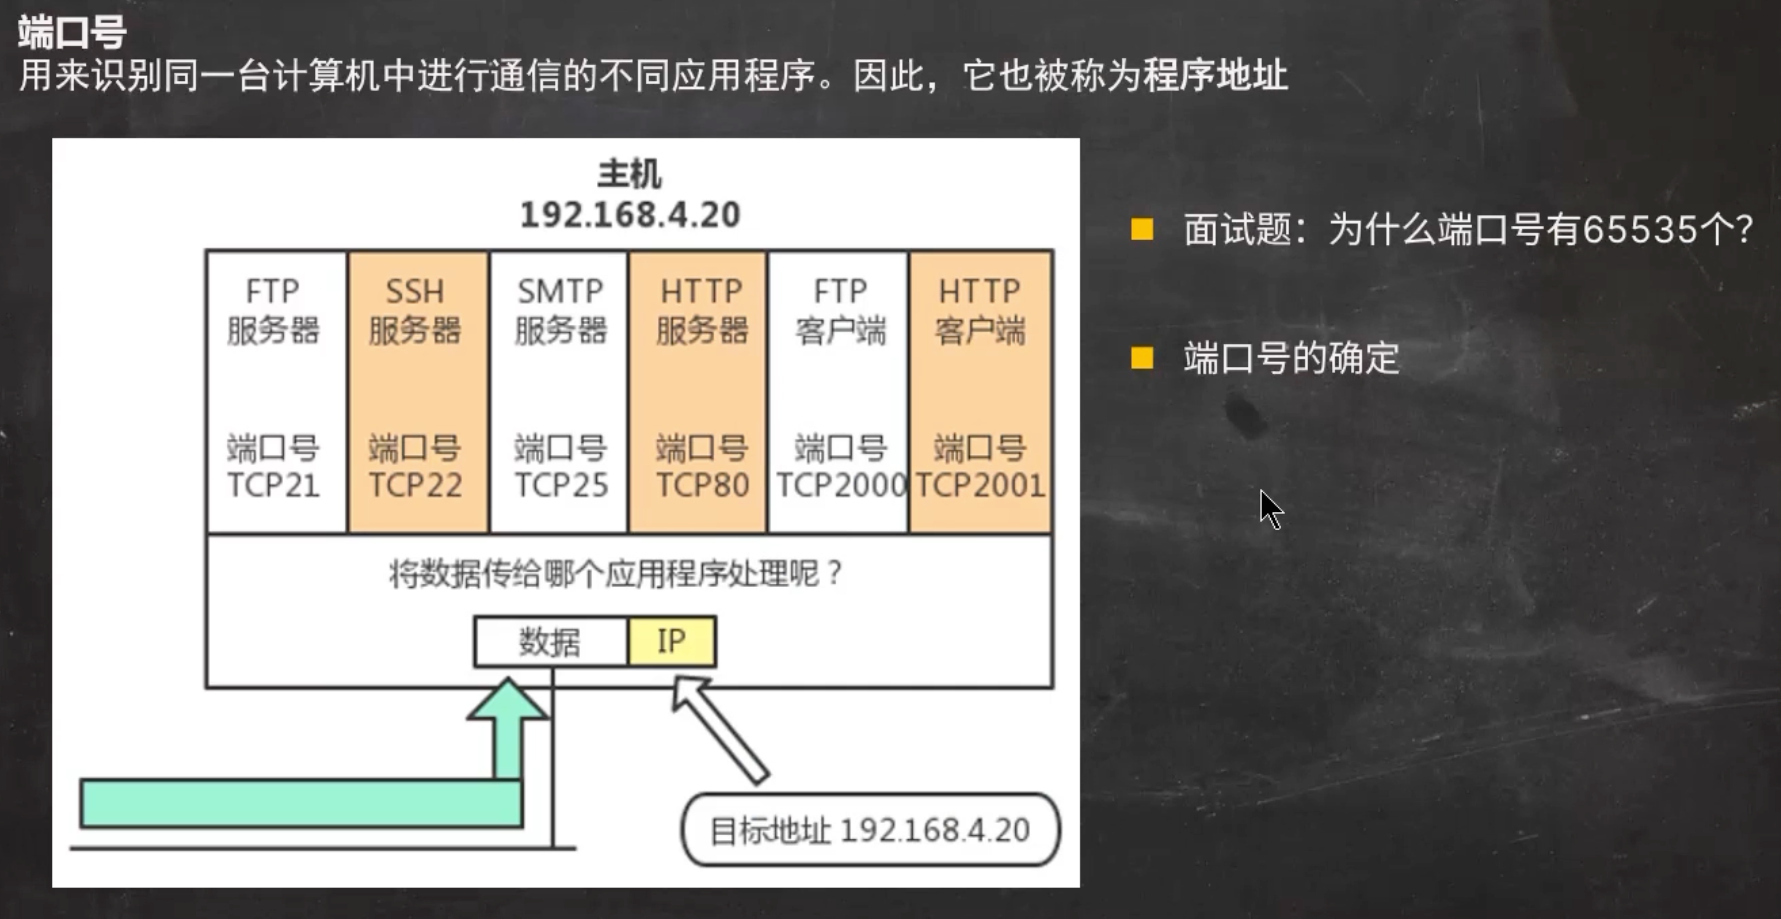 端口号
用来识别同一台计算机中进行通信的不同应用程序。因此，它也被称为程序地址
主机
192.168.4.20
FTP
服务器
端口号
TCP21
SSH
服务器
端口号
TCP22
SMTP
服务器
端口号
TCP25
HTTP
服务器
端口号
TCP80
FTP
客户端
端口号
TCP2000
HTTP
客户端
端口号
TCP2001
将数据传给哪个应用程序处理呢？
数据
IP
目标地址 192.168.4.20
面试题：为什么端口号有65535个？
端口号的确定